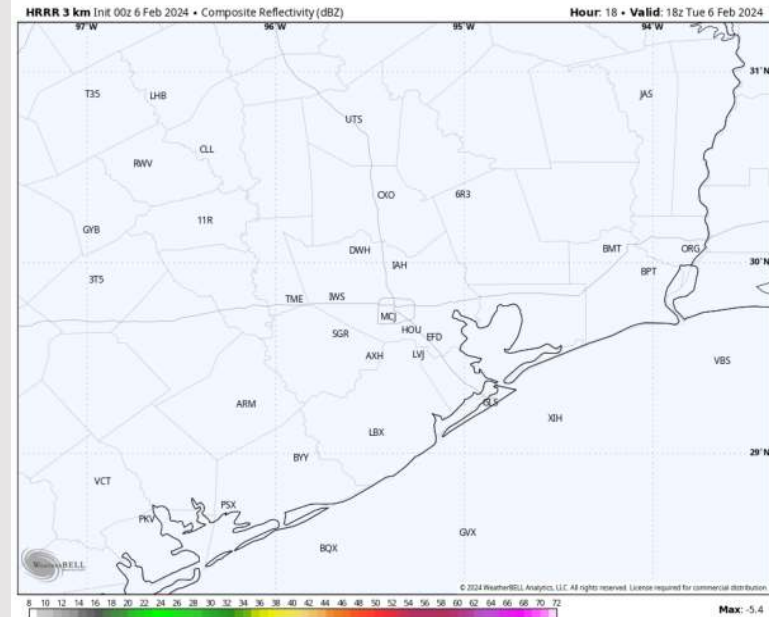 HRRR 3 km Init 00z 6 Feb 2024 • Composite Reflectivity (dBZ) Hour: 18 • Valid: 18z Tue 6 Feb 2024
97°W 96°W 95°W 94°W
31°N
T35 LHB JAS
UTS
CLL
RWV
CXO 6R3
11R
GYB
DWH BMT ORG
30°N
IAH
BPT
3T5
TME IWS
MCJ
SGR HOU EFD
AXH LVJ
VBS
ARM GLS
XIH
LBX
29°N
BYY
VCT
PSX
PKV
GVX
BQX
WeatherBELL
© 2024 WeatherBELL Analytics, LLC. All rights reserved. License required for commercial distribution
8 10 12 14 16 18 20 22 24 26 28 30 32 34 36 38 40 42 44 46 48 50 52 54 56 58 60 62 64 66 68 70 72
Max: -5.4